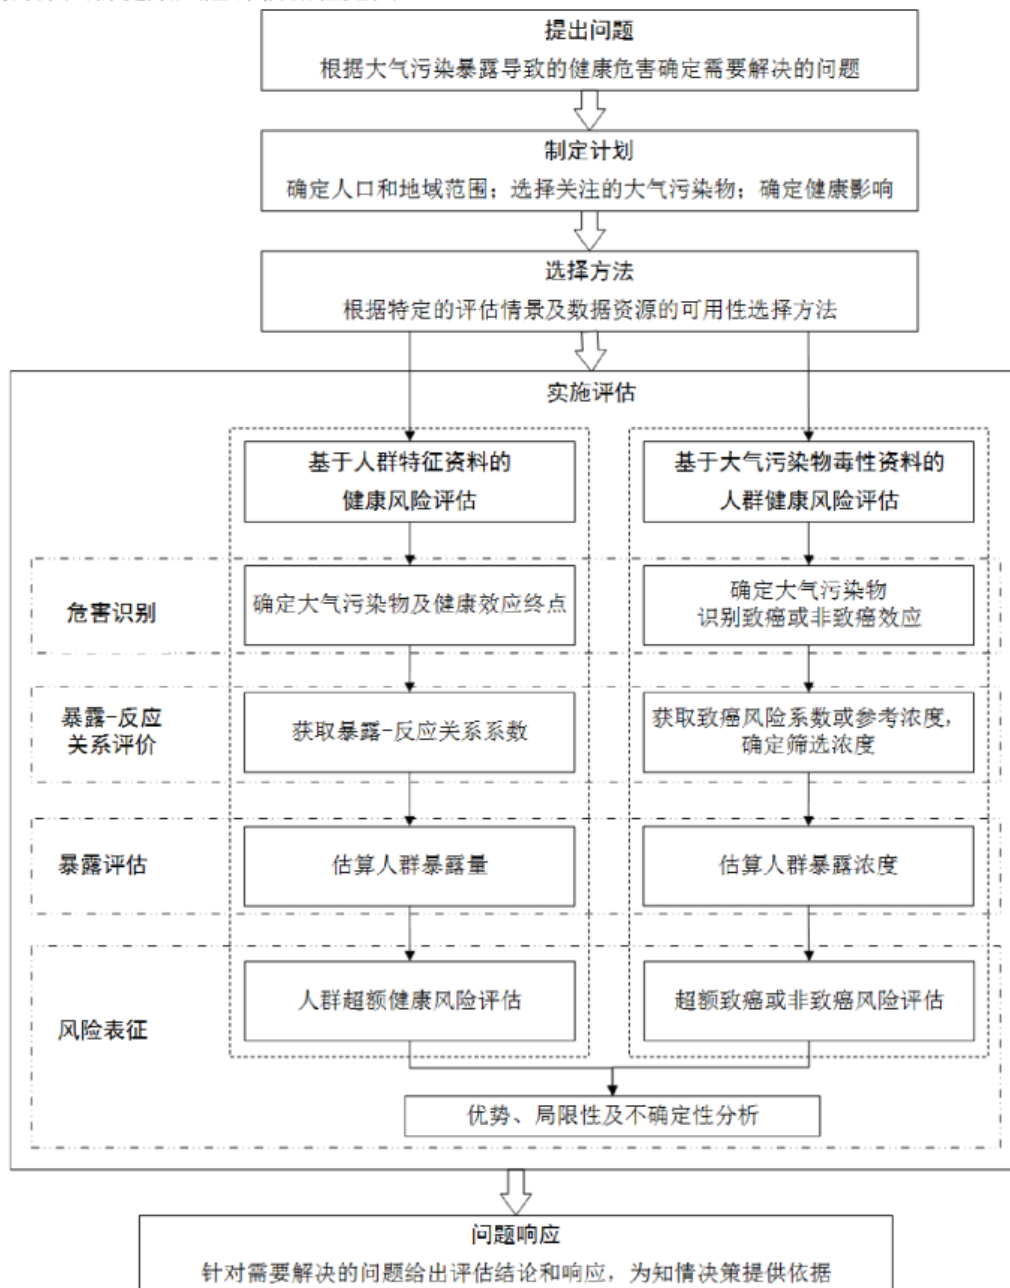 提出问题
根据大气污染暴露导致的健康危害确定需要解决的问题
制定计划
确定人口和地域范围；选择关注的大气污染物；确定健康影响
选择方法
根据特定的评估情景及数据资源的可用性选择方法
实施评估
基于人群特征资料的
健康风险评估
基于大气污染物毒性资料的
人群健康风险评估
危害识别
确定大气污染物及健康效应终点
确定大气污染物
识别致癌或非致癌效应
暴露-反应
关系评价
获取暴露-反应关系系数
获取致癌风险系数或参考浓度，
确定筛选浓度
暴露评估
估算人群暴露量
估算人群暴露浓度
风险表征
人群超额健康风险评估
超额致癌或非致癌风险评估
优势、局限性及不确定性分析
问题响应
针对需要解决的问题给出评估结论和响应，为知情决策提供依据